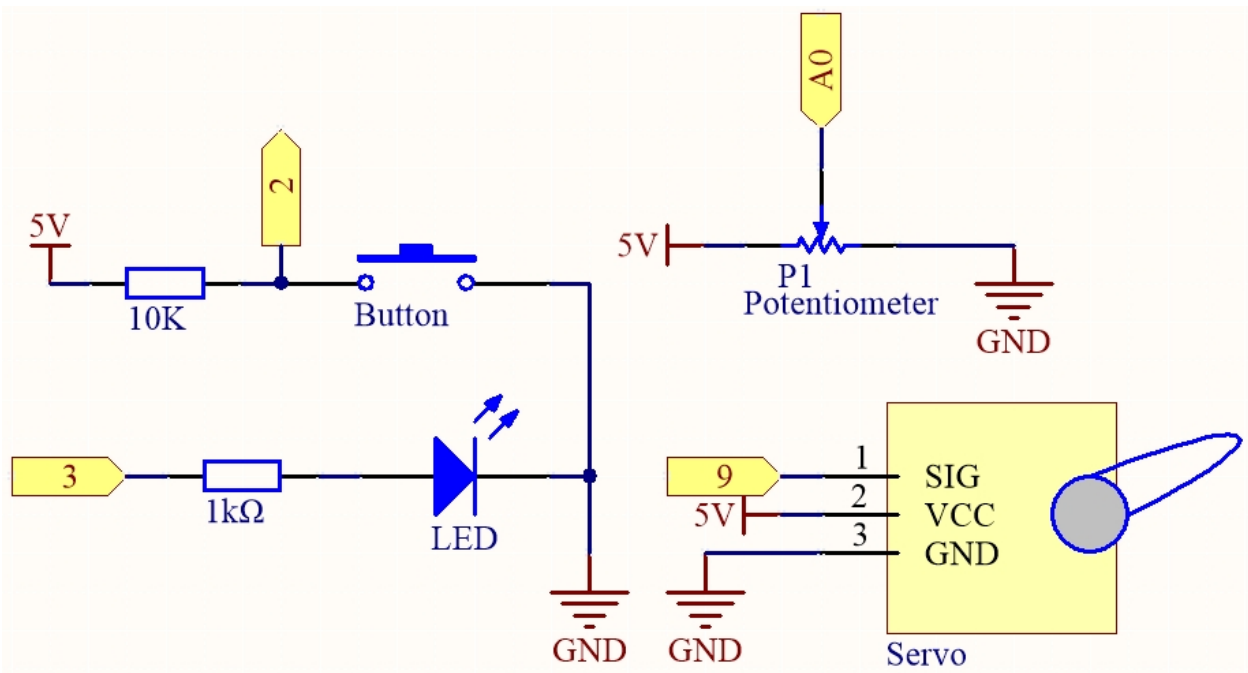 A0
2
5V
5V
P1
Potentiometer
10K
Button
GND
3
1kΩ
LED
GND
9
5V
1
2
3
SIG
VCC
GND
GND
Servo